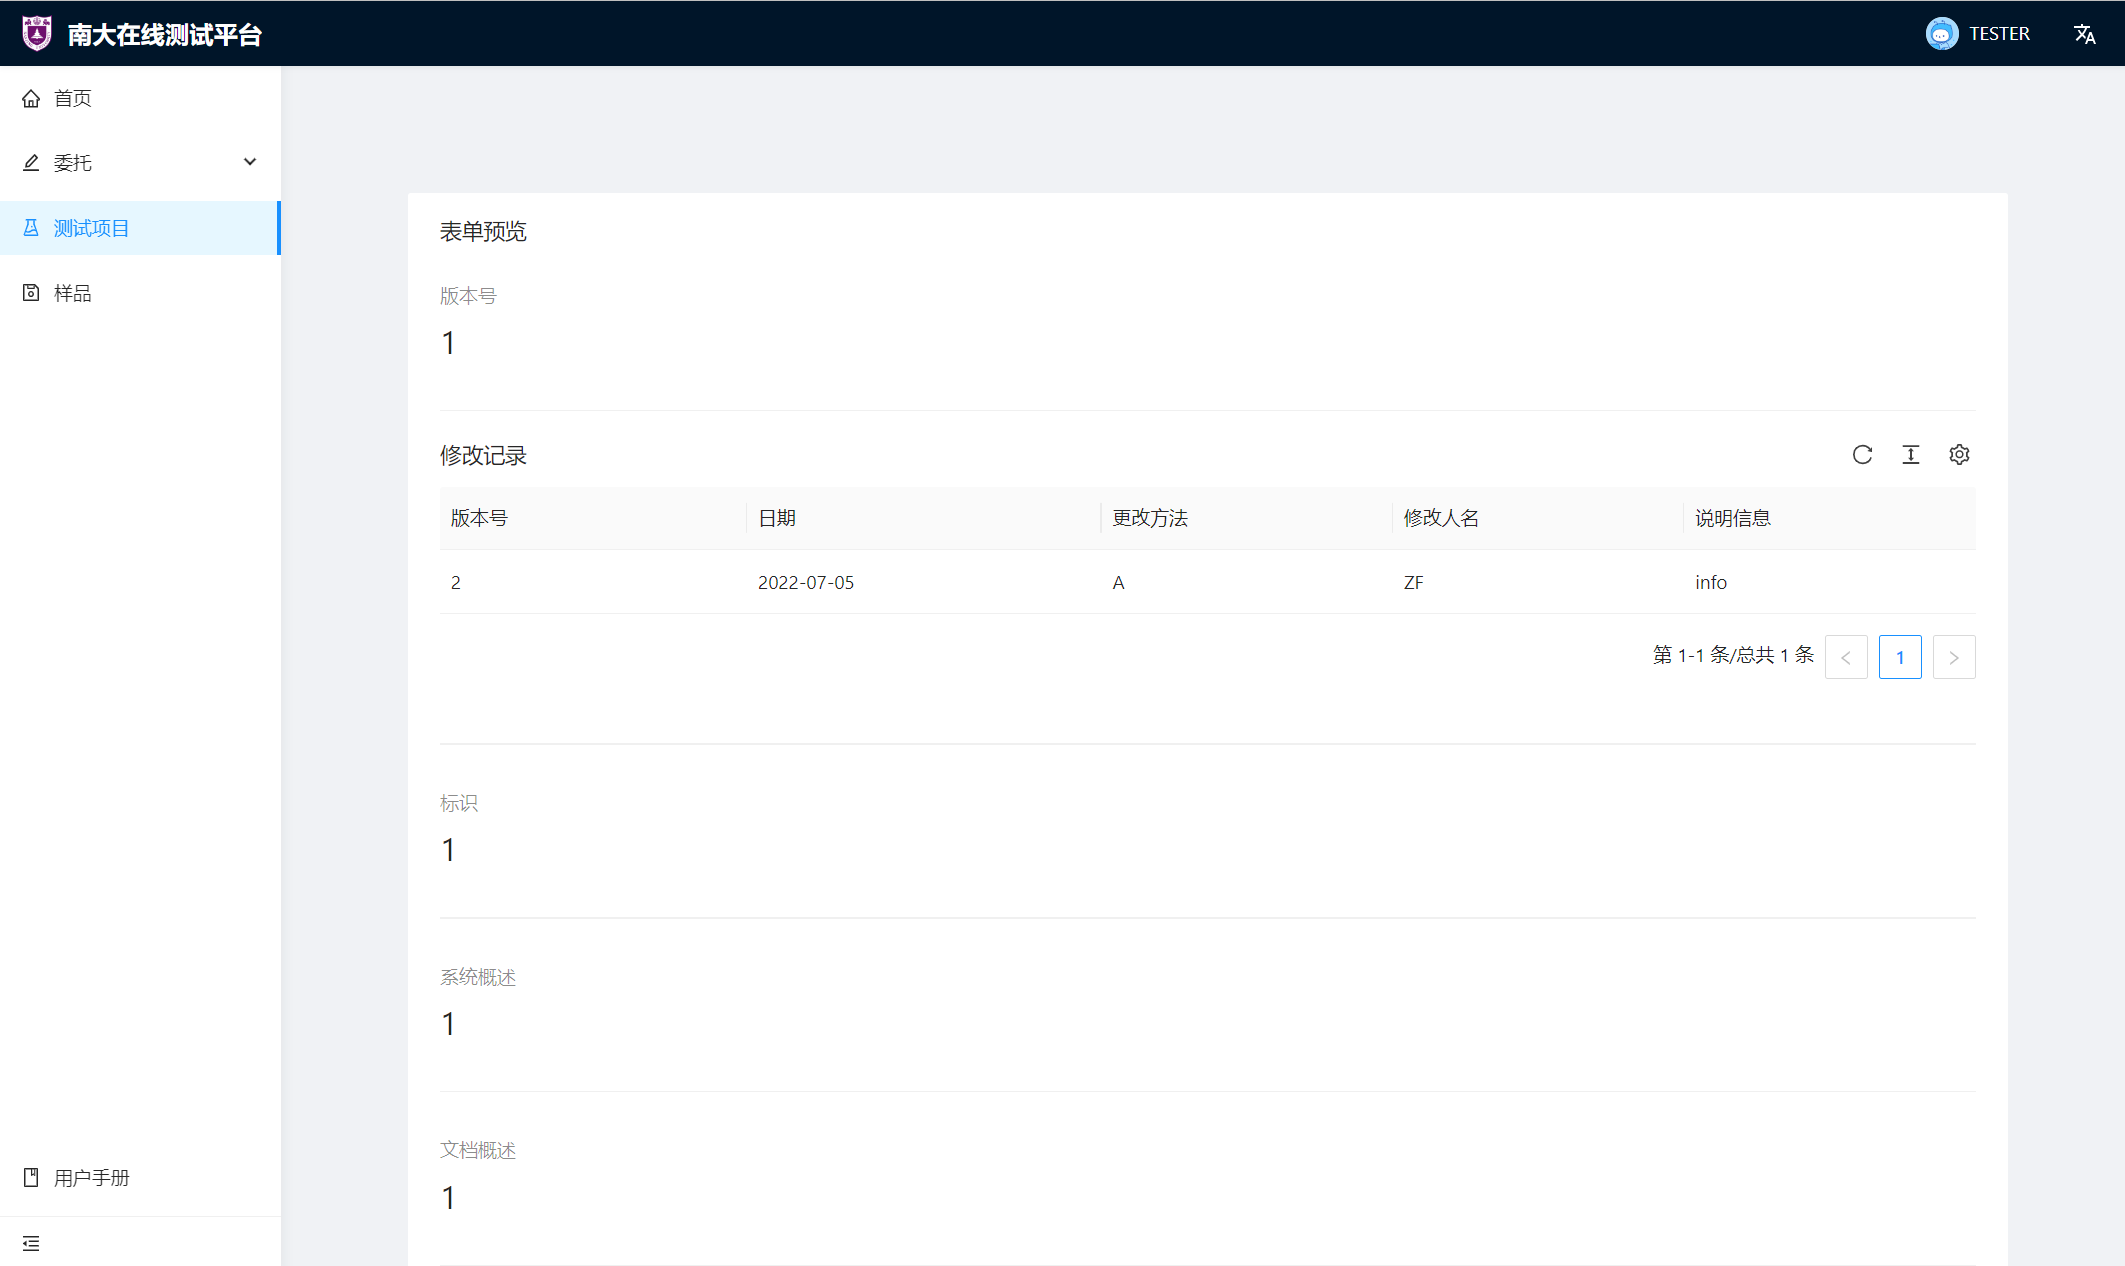 南大在线测试平台
TESTER
首页
委托
测试项目
样品
用户手册
表单预览
版本号
1
修改记录
版本号 日期 更改方法 修改人名 说明信息
2 2022-07-05 A ZF info
第 1-1 条/总共 1 条 < 1 >
标识
1
系统概述
1
文档概述
1